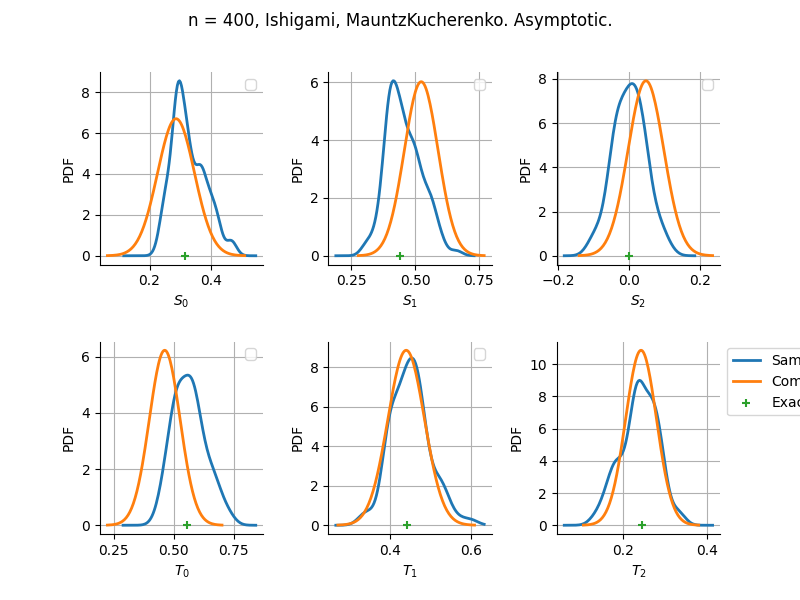 n = 400, Ishigami, MauntzKucherenko. Asymptotic.
PDF
8
6
4
2
0
0.2 0.4
S₀
PDF
6
4
2
0
0.25 0.50 0.75
S₁
PDF
8
6
4
2
0
−0.2 0.0 0.2
S₂
PDF
6
4
2
0
0.25 0.50 0.75
T₀
PDF
8
6
4
2
0
0.4 0.6
T₁
PDF
10
8
6
4
2
0
0.2 0.4
T₂
Sam
Com
Exac